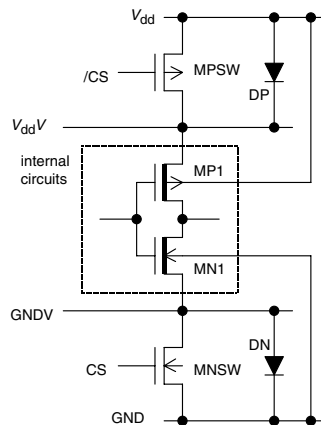 Vdd
MPSW
/CS
DP
VddV
internal
circuits
MP1
MN1
GNDV
DN
CS
MNSW
GND